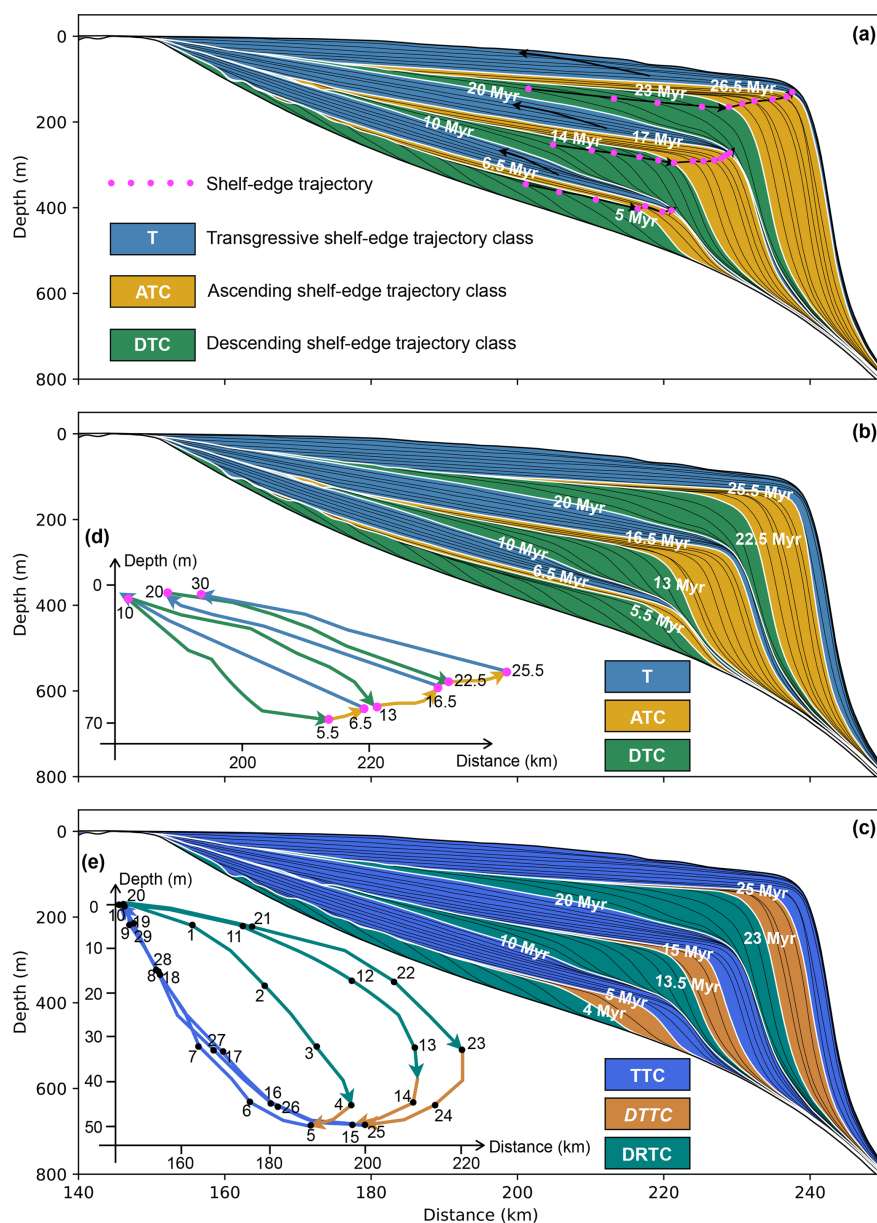 (a)
0
200
400
600
800
Depth (m)
26.5 Myr
23 Myr
20 Myr
17 Myr
14 Myr
10 Myr
6.5 Myr
5 Myr
Shelf-edge trajectory
T Transgressive shelf-edge trajectory class
ATC Ascending shelf-edge trajectory class
DTC Descending shelf-edge trajectory class
(b)
0
200
400
600
800
Depth (m)
25.5 Myr
20 Myr
16.5 Myr
22.5 Myr
10 Myr
13 Myr
6.5 Myr
5.5 Myr
(d)
Depth (m)
0
70
20 30
10
25.5
22.5
16.5
13
6.5
5.5
200 220
Distance (km)
T
ATC
DTC
(c)
0
200
400
600
800
Depth (m)
25 Myr
20 Myr
23 Myr
15 Myr
10 Myr
13.5 Myr
5 Myr
4 Myr
(e)
Depth (m)
0
10
20
30
40
50
20
10
19
9
29
1
21
11
28
8 18
2
12
22
27
7 17
3
13
23
16
6 26
4
14
24
5
15
25
160 180 200 220
Distance (km)
TTC
DTTC
DRTC
140 160 180 200 220 240
Distance (km)